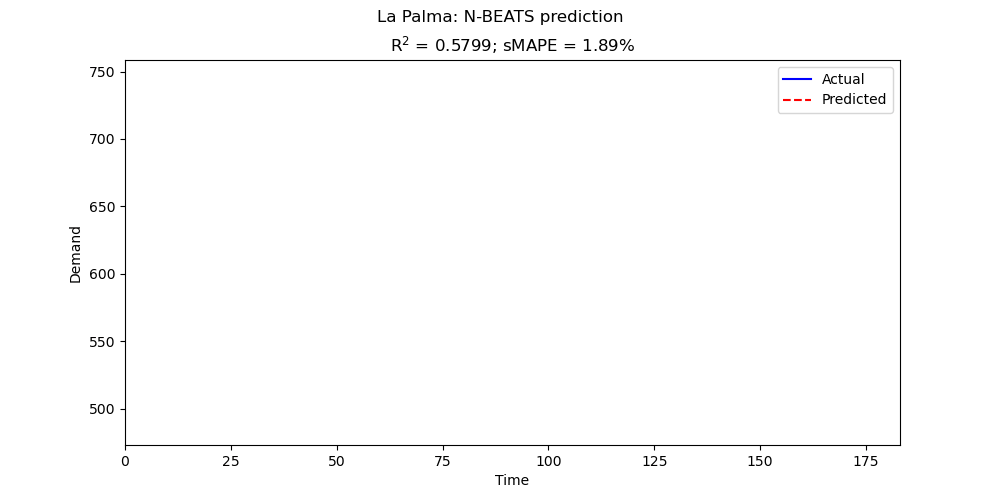 La Palma: N-BEATS prediction
R² = 0.5799; sMAPE = 1.89%
Actual
Predicted
750
700
650
600
550
500
Demand
0 25 50 75 100 125 150 175
Time